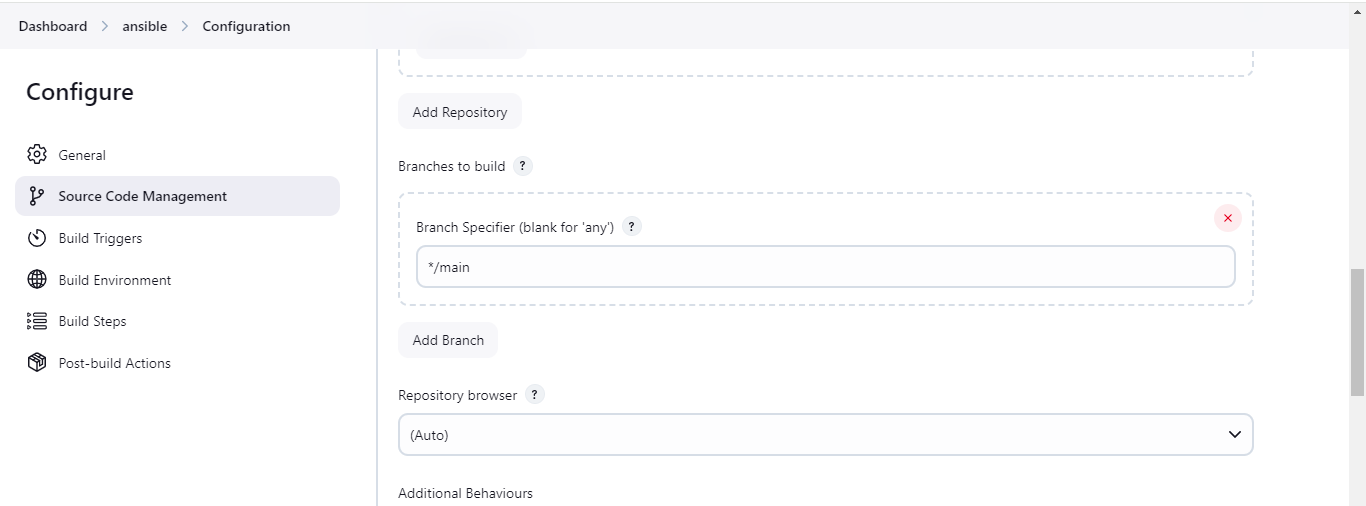 Dashboard > ansible > Configuration
Configure
General
Source Code Management
Build Triggers
Build Environment
Build Steps
Post-build Actions
Add Repository
Branches to build ?
Branch Specifier (blank for 'any') ?
*/main
Add Branch
Repository browser ?
(Auto)
Additional Behaviours